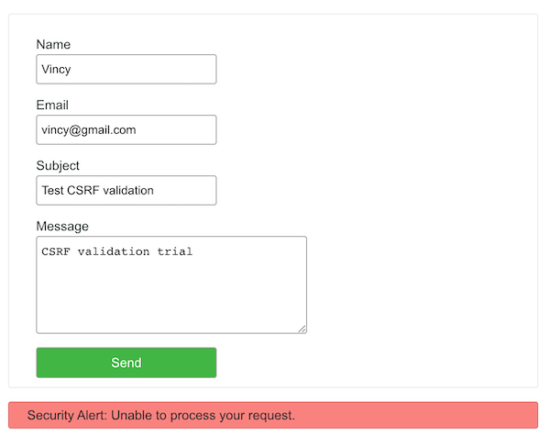 Name
Vincy
Email
vincy@gmail.com
Subject
Test CSRF validation
Message
CSRF validation trial
Send
Security Alert: Unable to process your request.